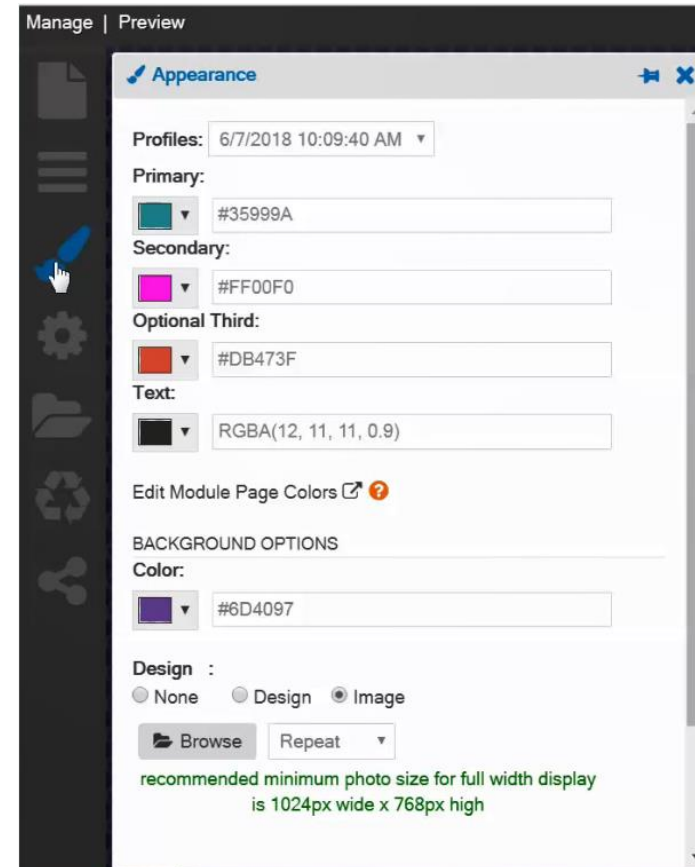 Manage | Preview
Appearance
Profiles: 6/7/2018 10:09:40 AM
Primary:
#35999A
Secondary:
#FF00F0
Optional Third:
#DB473F
Text:
RGBA(12, 11, 11, 0.9)
Edit Module Page Colors
BACKGROUND OPTIONS
Color:
#6D4097
Design :
None Design Image
Browse Repeat
recommended minimum photo size for full width display
is 1024px wide x 768px high